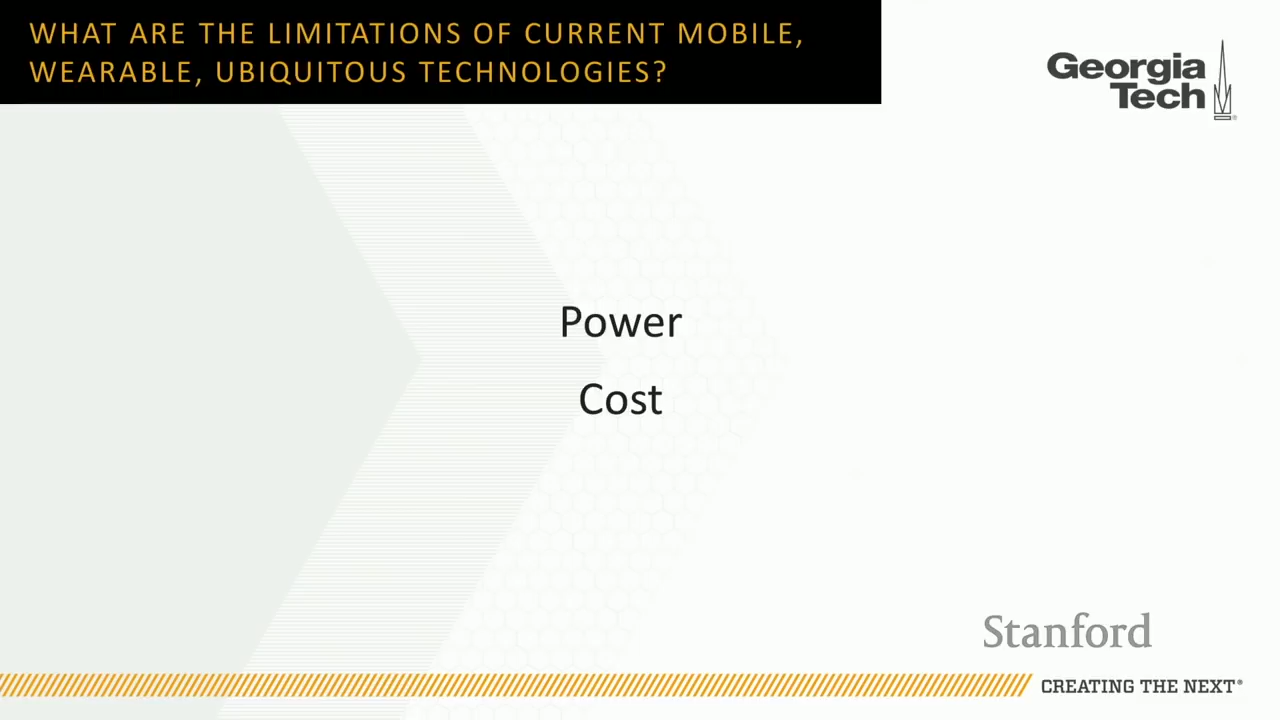 WHAT ARE THE LIMITATIONS OF CURRENT MOBILE,
WEARABLE, UBIQUITOUS TECHNOLOGIES?
Georgia
Tech
®
Power
Cost
Stanford
CREATING THE NEXT®